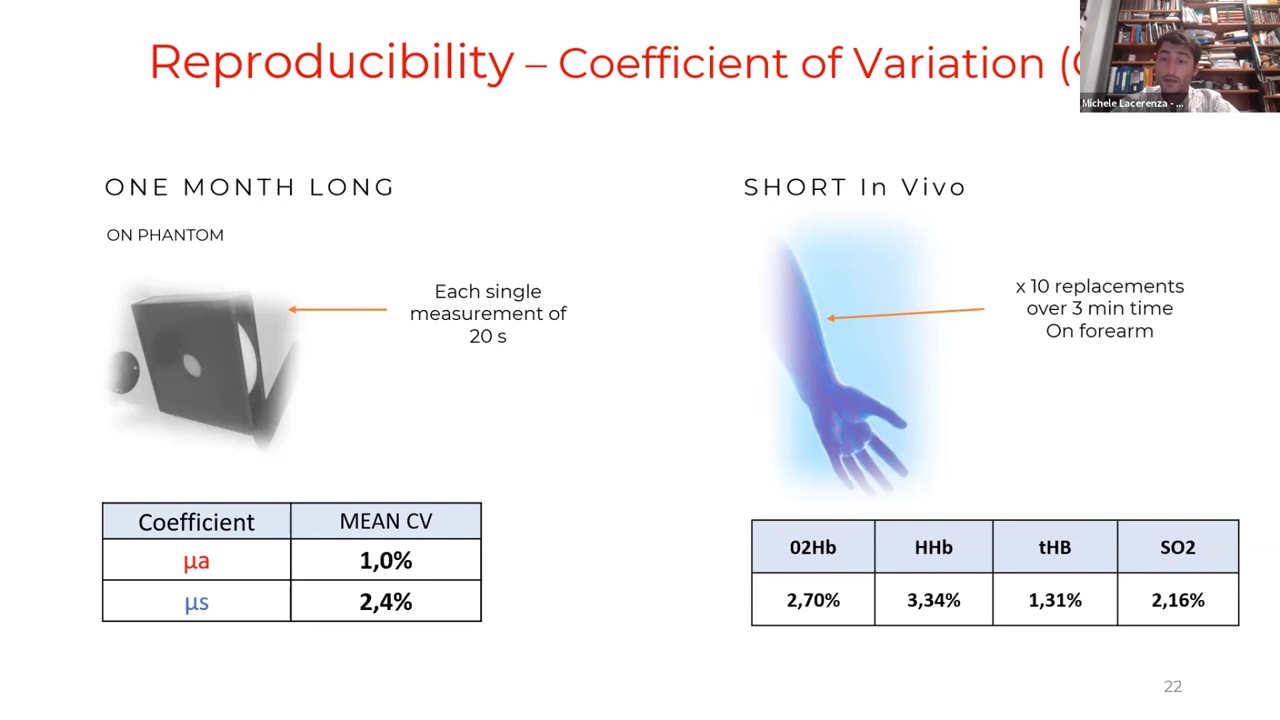 Reproducibility – Coefficient of Variation (
Michele Lacerenza - ...
ONE MONTH LONG
ON PHANTOM
Each single
measurement of
20 s
Coefficient MEAN CV
µa 1,0%
µs 2,4%
SHORT In Vivo
x 10 replacements
over 3 min time
On forearm
02Hb HHb tHB SO2
2,70% 3,34% 1,31% 2,16%
22